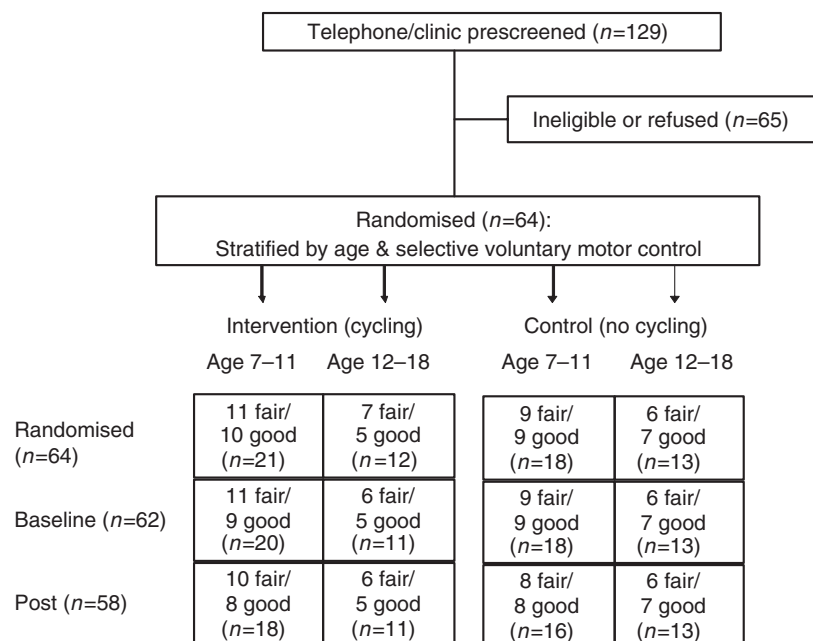 Telephone/clinic prescreened (n=129)
Ineligible or refused (n=65)
Randomised (n=64):
Stratified by age & selective voluntary motor control
Intervention (cycling)
Control (no cycling)
Age 7–11
Age 12–18
Age 7–11
Age 12–18
Randomised
(n=64)
11 fair/
10 good
(n=21)
7 fair/
5 good
(n=12)
9 fair/
9 good
(n=18)
6 fair/
7 good
(n=13)
Baseline (n=62)
11 fair/
9 good
(n=20)
6 fair/
5 good
(n=11)
9 fair/
9 good
(n=18)
6 fair/
7 good
(n=13)
Post (n=58)
10 fair/
8 good
(n=18)
6 fair/
5 good
(n=11)
8 fair/
8 good
(n=16)
6 fair/
7 good
(n=13)